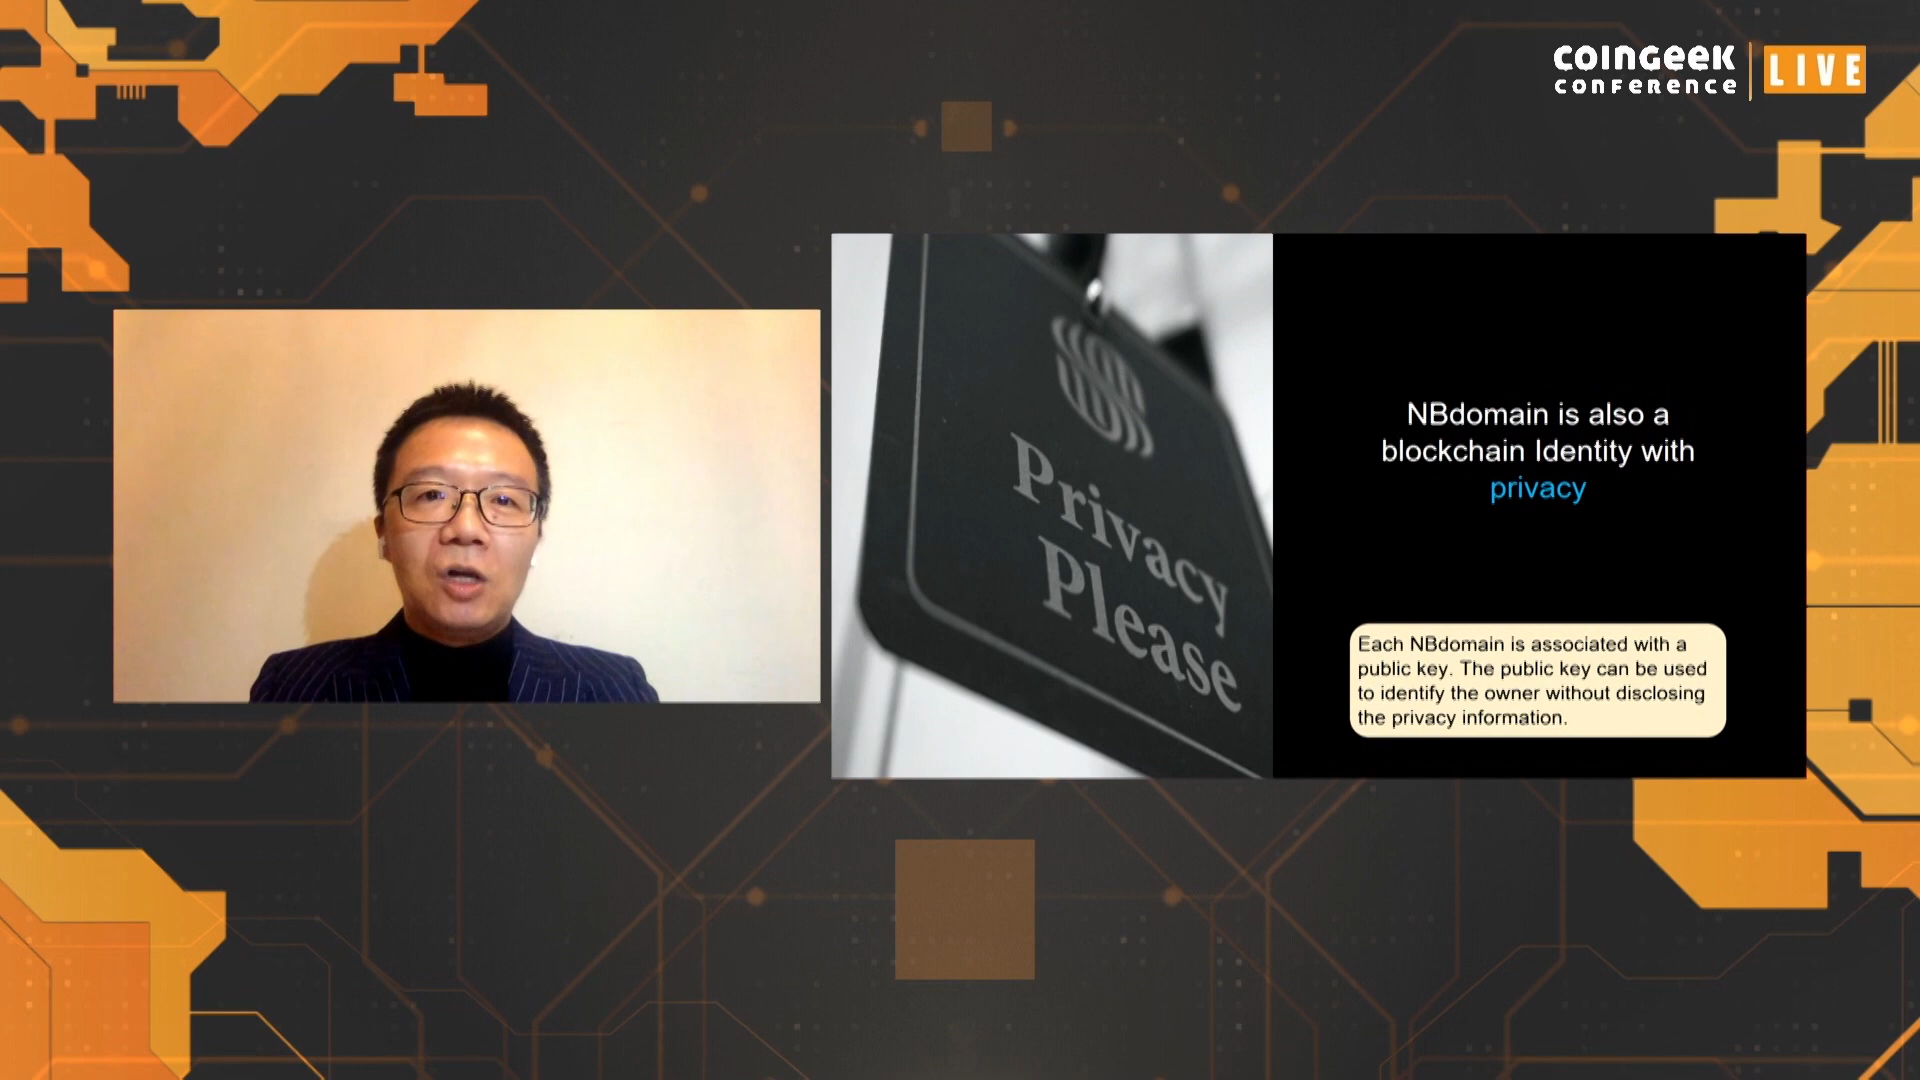 COINGEEK
CONFERENCE
LIVE
Privacy
Please
NBdomain is also a
blockchain Identity with
privacy
Each NBdomain is associated with a
public key. The public key can be used
to identify the owner without disclosing
the privacy information.